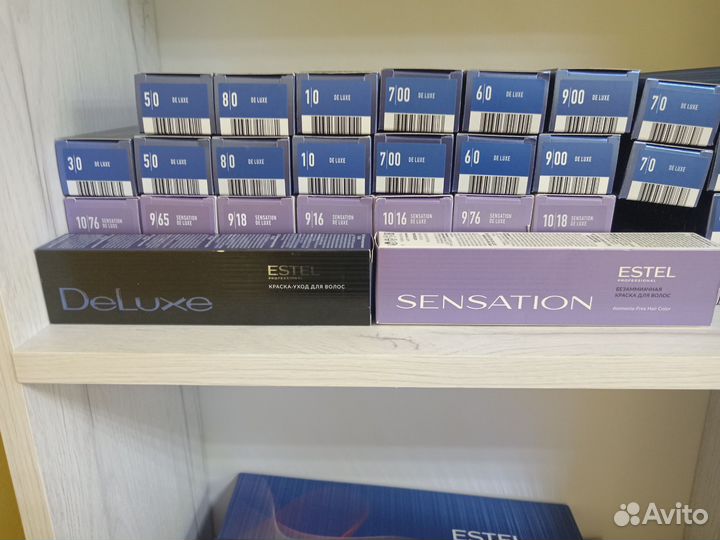 5|0 DE LUXE
8|0 DE LUXE
1|0 DE LUXE
7|00 DE LUXE
6|0 DE LUXE
9|00 DE LUXE
7|0 DE LUXE
3|0 DE LUXE
5|0 DE LUXE
8|0 DE LUXE
1|0 DE LUXE
7|00 DE LUXE
6|0 DE LUXE
9|00 DE LUXE
7|0 DE LUXE
10|76 SENSATION
DE LUXE
9|65 SENSATION
DE LUXE
9|18 SENSATION
DE LUXE
9|16 SENSATION
DE LUXE
10|16 SENSATION
DE LUXE
9|76 SENSATION
DE LUXE
10|18 SENSATION
DE LUXE
ESTEL
PROFESSIONAL
КРАСКА-УХОД ДЛЯ ВОЛОС
DeLuxe
ESTEL
PROFESSIONAL
БЕЗАММИАЧНАЯ
КРАСКА ДЛЯ ВОЛОС
SENSATION
Ammonia-Free Hair Color
ESTEL
Avito